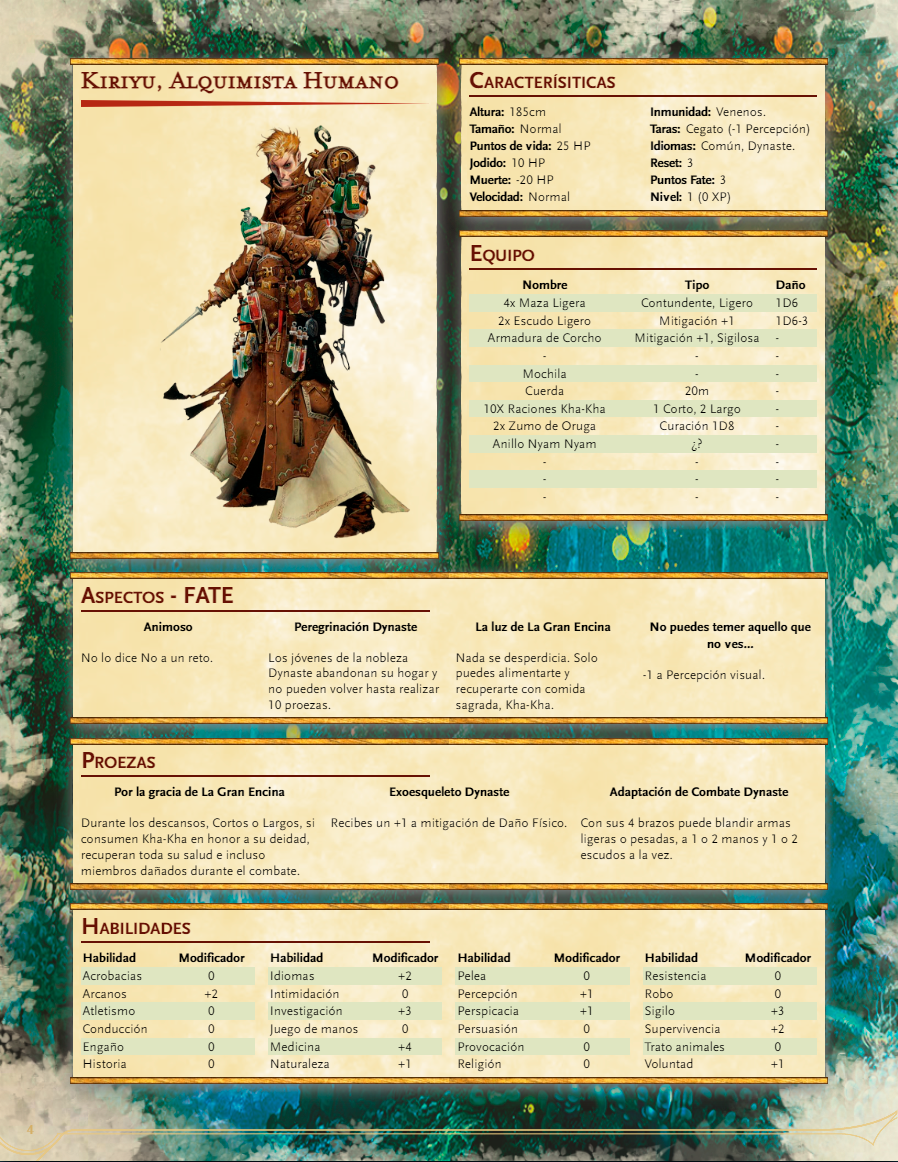 Kiriyu, Alquimista Humano
Caracterísiticas
Altura: 185cm
Tamaño: Normal
Puntos de vida: 25 HP
Jodido: 10 HP
Muerte: -20 HP
Velocidad: Normal
Inmunidad: Venenos.
Taras: Cegato (-1 Percepción)
Idiomas: Común, Dynaste.
Reset: 3
Puntos Fate: 3
Nivel: 1 (0 XP)
Equipo
Nombre Tipo Daño
4x Maza Ligera Contundente, Ligero 1D6
2x Escudo Ligero Mitigación +1 1D6-3
Armadura de Corcho Mitigación +1, Sigilosa -
- - -
Mochila - -
Cuerda 20m -
10X Raciones Kha-Kha 1 Corto, 2 Largo -
2x Zumo de Oruga Curación 1D8 -
Anillo Nyam Nyam ¿? -
- - -
- - -
- - -
Aspectos - FATE
Animoso
No lo dice No a un reto.
Peregrinación Dynaste
Los jóvenes de la nobleza
Dynaste abandonan su hogar y
no pueden volver hasta realizar
10 proezas.
La luz de La Gran Encina
Nada se desperdicia. Solo
puedes alimentarte y
recuperarte con comida
sagrada, Kha-Kha.
No puedes temer aquello que
no ves...
-1 a Percepción visual.
Proezas
Por la gracia de La Gran Encina
Durante los descansos, Cortos o Largos, si
consumen Kha-Kha en honor a su deidad,
recuperan toda su salud e incluso
miembros dañados durante el combate.
Exoesqueleto Dynaste
Recibes un +1 a mitigación de Daño Físico.
Adaptación de Combate Dynaste
Con sus 4 brazos puede blandir armas
ligeras o pesadas, a 1 o 2 manos y 1 o 2
escudos a la vez.
Habilidades
Habilidad Modificador Habilidad Modificador Habilidad Modificador Habilidad Modificador
Acrobacias 0 Idiomas +2 Pelea 0 Resistencia 0
Arcanos +2 Intimidación 0 Percepción +1 Robo 0
Atletismo 0 Investigación +3 Perspicacia +1 Sigilo +3
Conducción 0 Juego de manos 0 Persuasión 0 Supervivencia +2
Engaño 0 Medicina +4 Provocación 0 Trato animales 0
Historia 0 Naturaleza +1 Religión 0 Voluntad +1
4